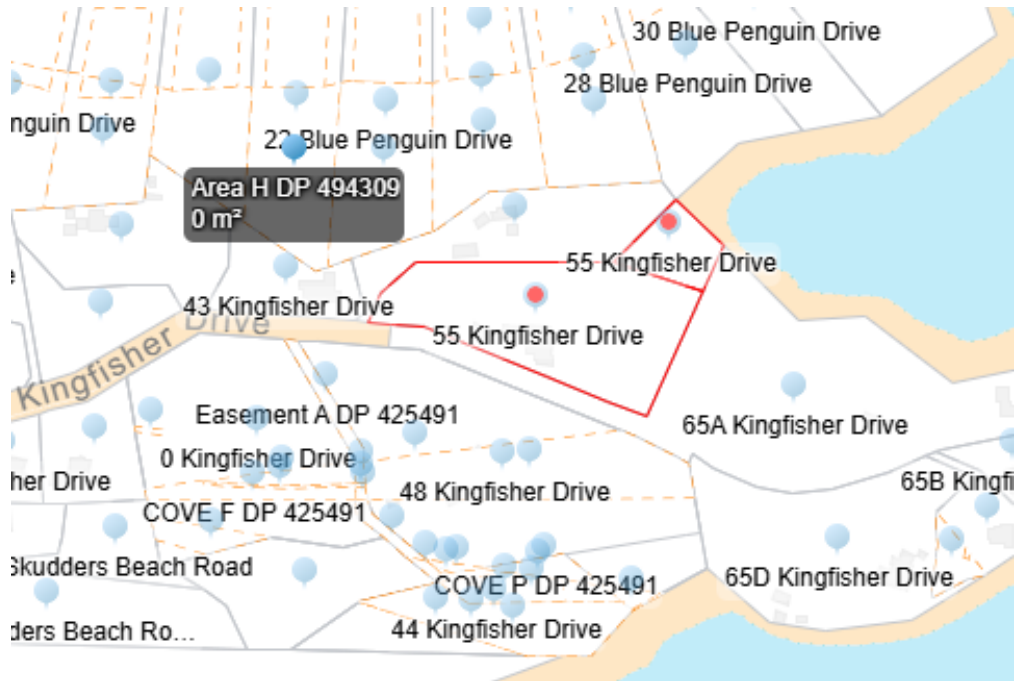 30 Blue Penguin Drive
28 Blue Penguin Drive
nguin Drive
22 Blue Penguin Drive
Area H DP 494309
0 m²
55 Kingfisher Drive
43 Kingfisher Drive
Kingfisher Drive
55 Kingfisher Drive
Easement A DP 425491
65A Kingfisher Drive
0 Kingfisher Drive
her Drive
48 Kingfisher Drive
65B Kingfi
COVE F DP 425491
Skudders Beach Road
COVE P DP 425491
65D Kingfisher Drive
ders Beach Ro...
44 Kingfisher Drive